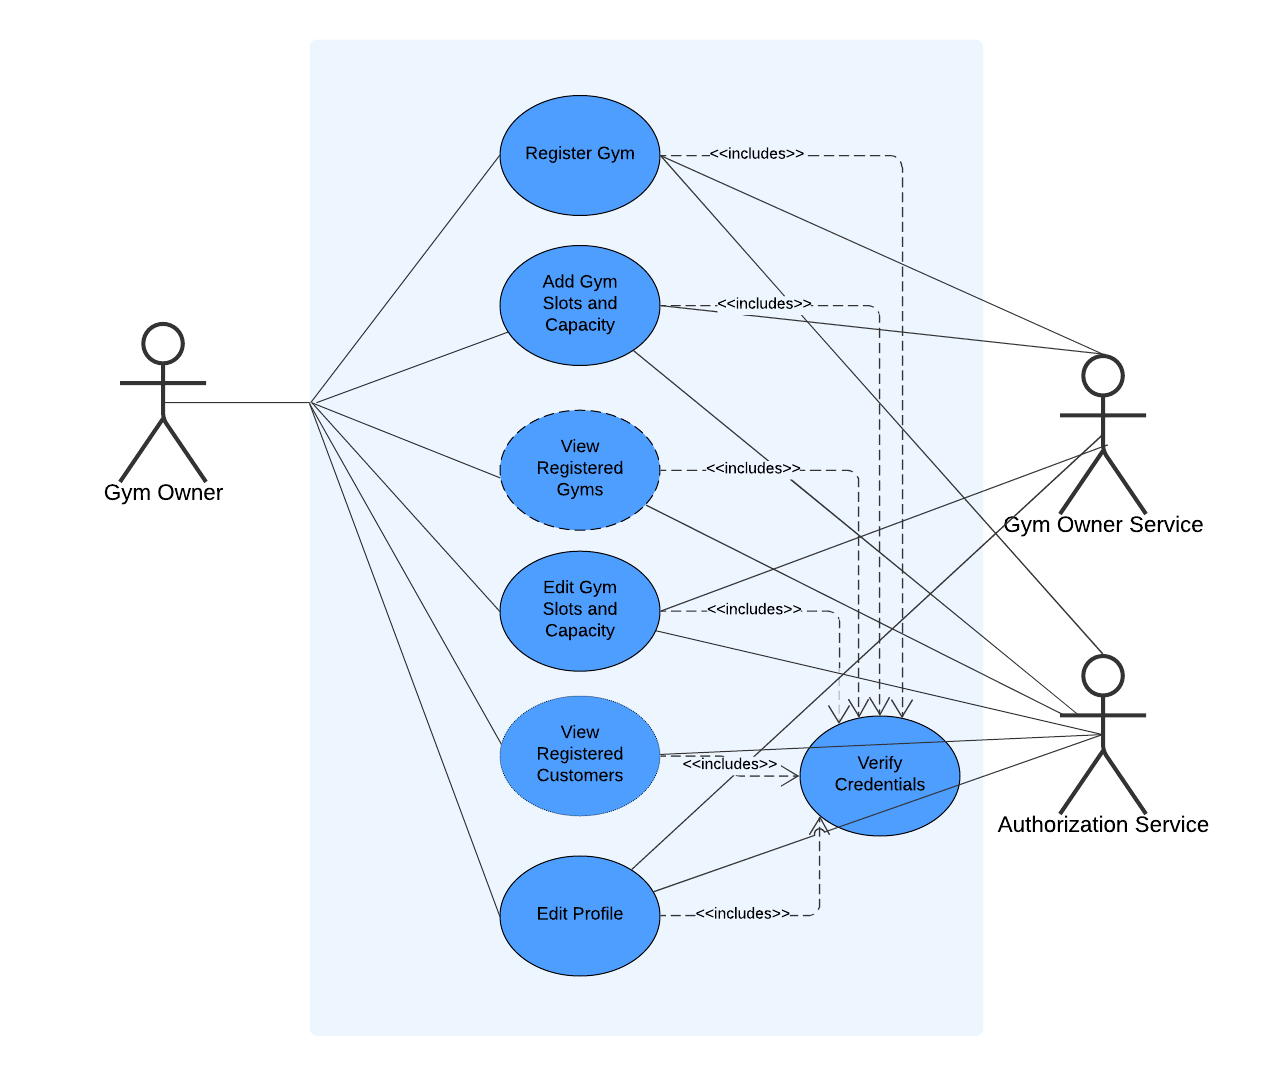 Register Gym
<<includes>>
Add Gym
Slots and
Capacity
<<includes>>
View
Registered
Gyms
<<includes>>
Gym Owner
Gym Owner Service
Edit Gym
Slots and
Capacity
<<includes>>
View
Registered
Customers
<<includes>>
Verify
Credentials
Authorization Service
Edit Profile
<<includes>>